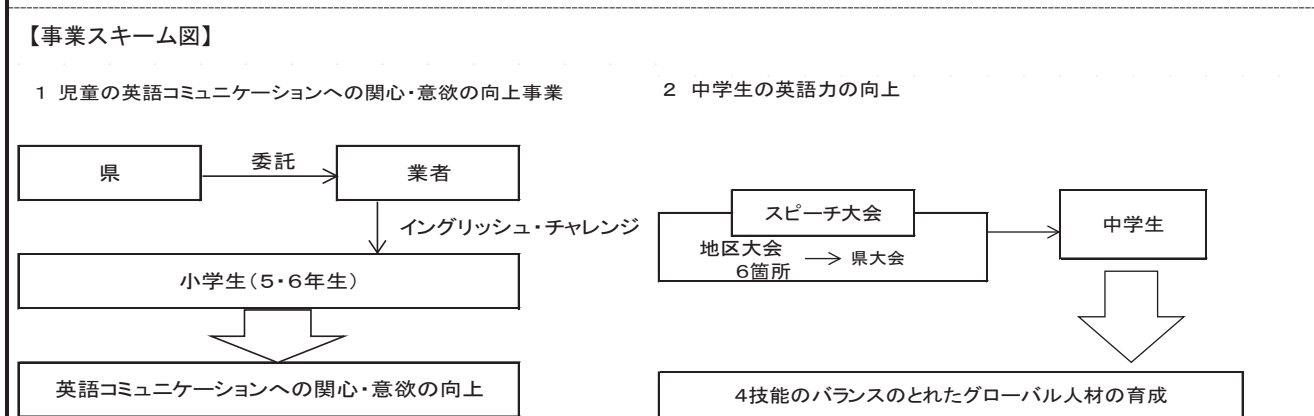 【事業スキーム図】
1 児童の英語コミュニケーションへの関心・意欲の向上事業
県
委託
業者
イングリッシュ・チャレンジ
小学生(5・6年生)
英語コミュニケーションへの関心・意欲の向上
2 中学生の英語力の向上
スピーチ大会
地区大会
6箇所
県大会
中学生
4技能のバランスのとれたグローバル人材の育成